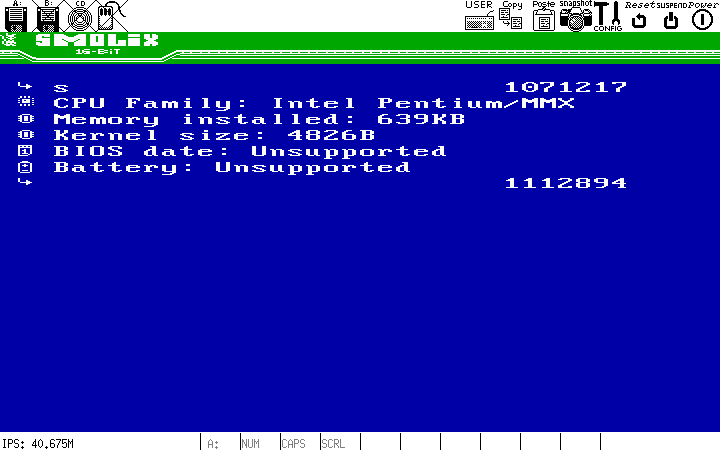 A: B: CD USER Copy Paste snapshot CONFIG Reset SUSPEND Power
SMOLiX
16-BiT
s 1071217
CPU Family: Intel Pentium/MMX
Memory installed: 639KB
Kernel size: 4826B
BIOS date: Unsupported
Battery: Unsupported
1112894
IPS: 40.675M A: NUM CAPS SCRL